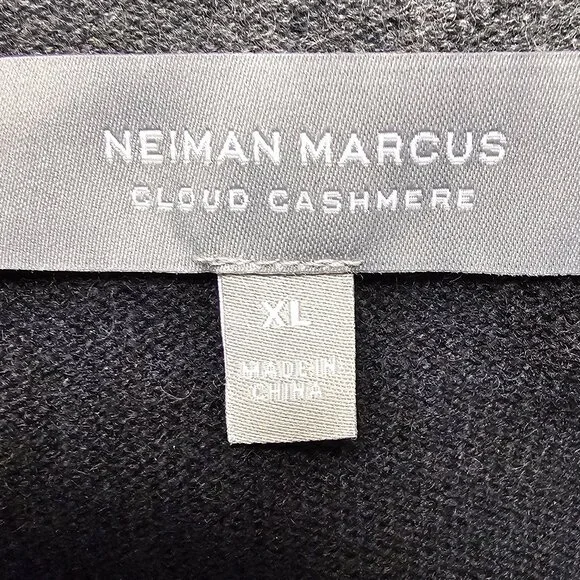 NEIMAN MARCUS
CLOUD CASHMERE
XL
MADE IN
CHINA